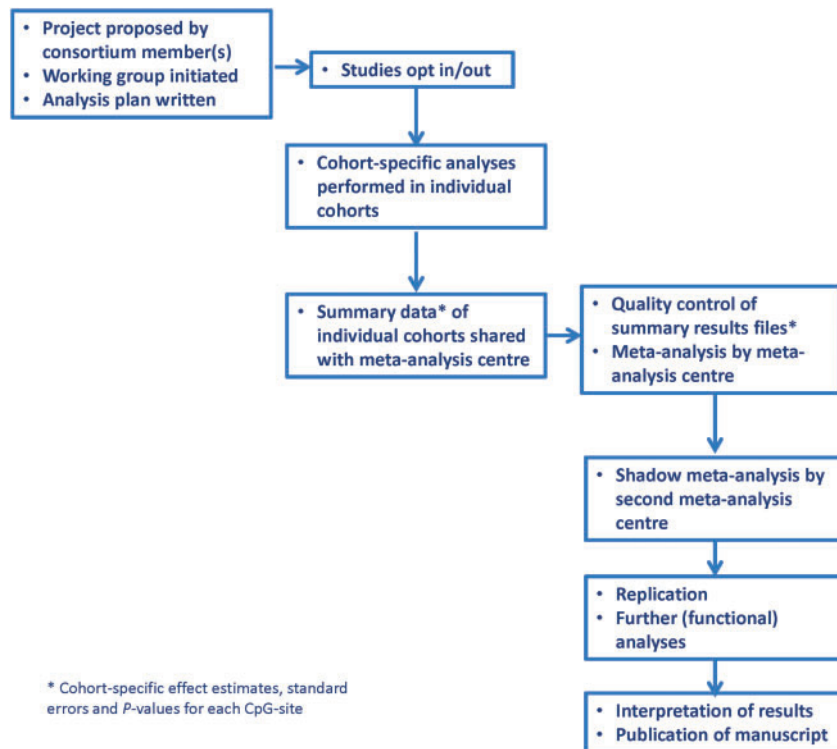 • Project proposed by
consortium member(s)
• Working group initiated
• Analysis plan written
• Studies opt in/out
• Cohort-specific analyses
performed in individual
cohorts
• Summary data* of
individual cohorts shared
with meta-analysis centre
• Quality control of
summary results files*
• Meta-analysis by meta-
analysis centre
• Shadow meta-analysis by
second meta-analysis
centre
• Replication
• Further (functional)
analyses
• Interpretation of results
• Publication of manuscript
* Cohort-specific effect estimates, standard
errors and P-values for each CpG-site